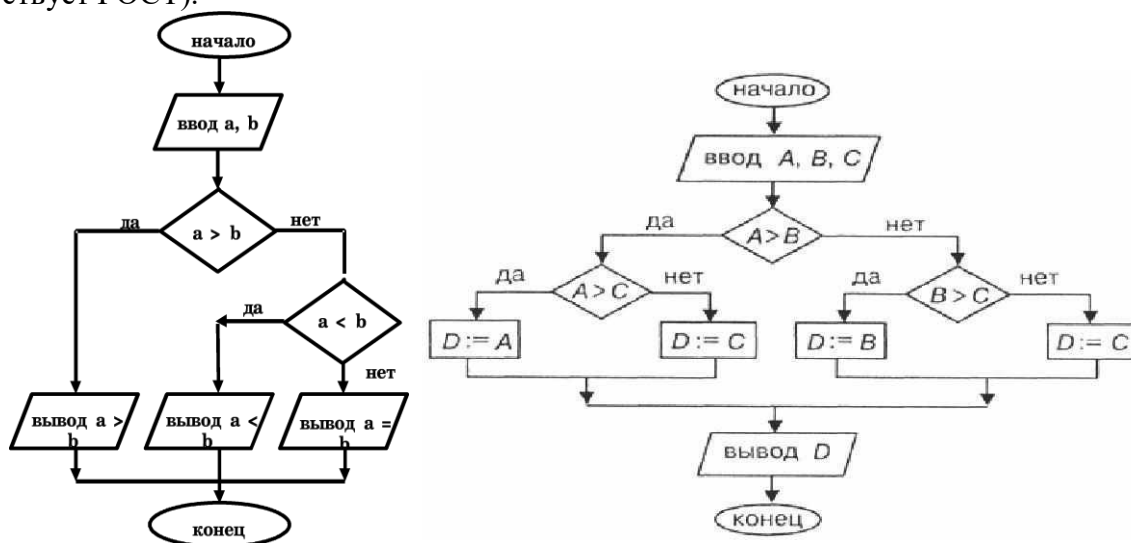 ствует ГОСТ).
начало
ввод a, b
a > b
да
нет
a < b
да
нет
вывод a >
b
вывод a <
b
вывод a =
b
конец
начало
ввод A, B, C
A>B
да
нет
A>C
да
нет
B>C
да
нет
D:= A
D:= C
D:= B
D:= C
вывод D
конец